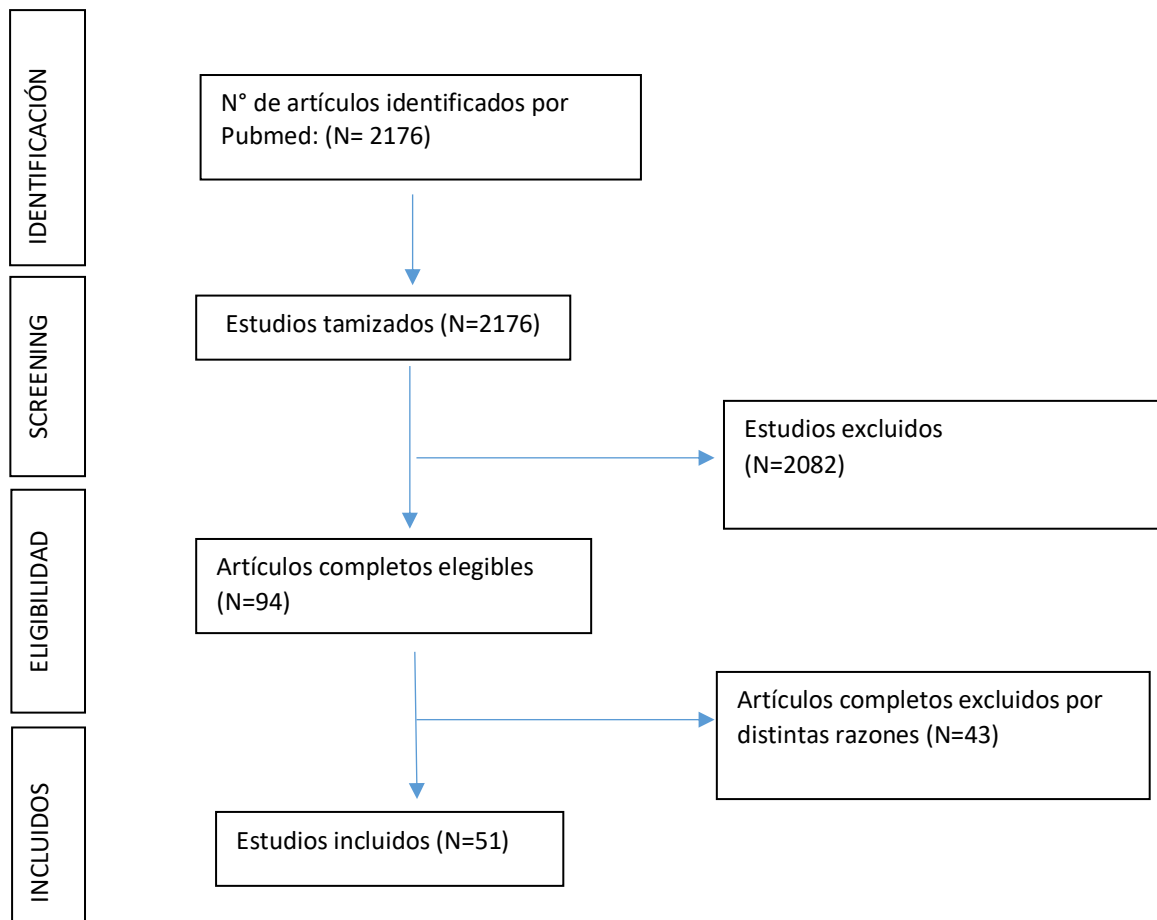 IDENTIFICACIÓN
N° de artículos identificados por
Pubmed: (N= 2176)
SCREENING
Estudios tamizados (N=2176)
Estudios excluidos
(N=2082)
ELIGIBILIDAD
Artículos completos elegibles
(N=94)
Artículos completos excluidos por
distintas razones (N=43)
INCLUIDOS
Estudios incluidos (N=51)